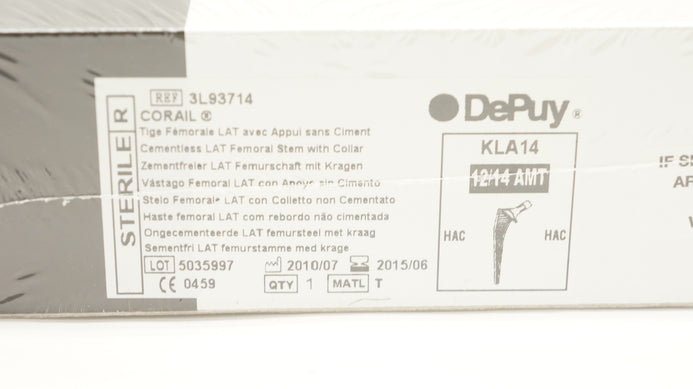 REF 3L93714
CORAIL ®
Tige Fémorale LAT avec Appui sans Ciment
Cementless LAT Femoral Stem with Collar
Zementfreier LAT Femurschaft mit Kragen
Vástago Femoral LAT con Apoyo sin Cimento
Stelo Femorale LAT con Colletto non Cementato
Haste femoral LAT com rebordo não cimentada
Ongecementeerde LAT femursteel met kraag
Sementfri LAT femurstamme med krage
LOT 5035997 2010/07 2015/06
CE 0459 QTY 1 MATL T
STERILE R
DePuy ®
KLA14
12/14 AMT
HAC HAC
IF
AR